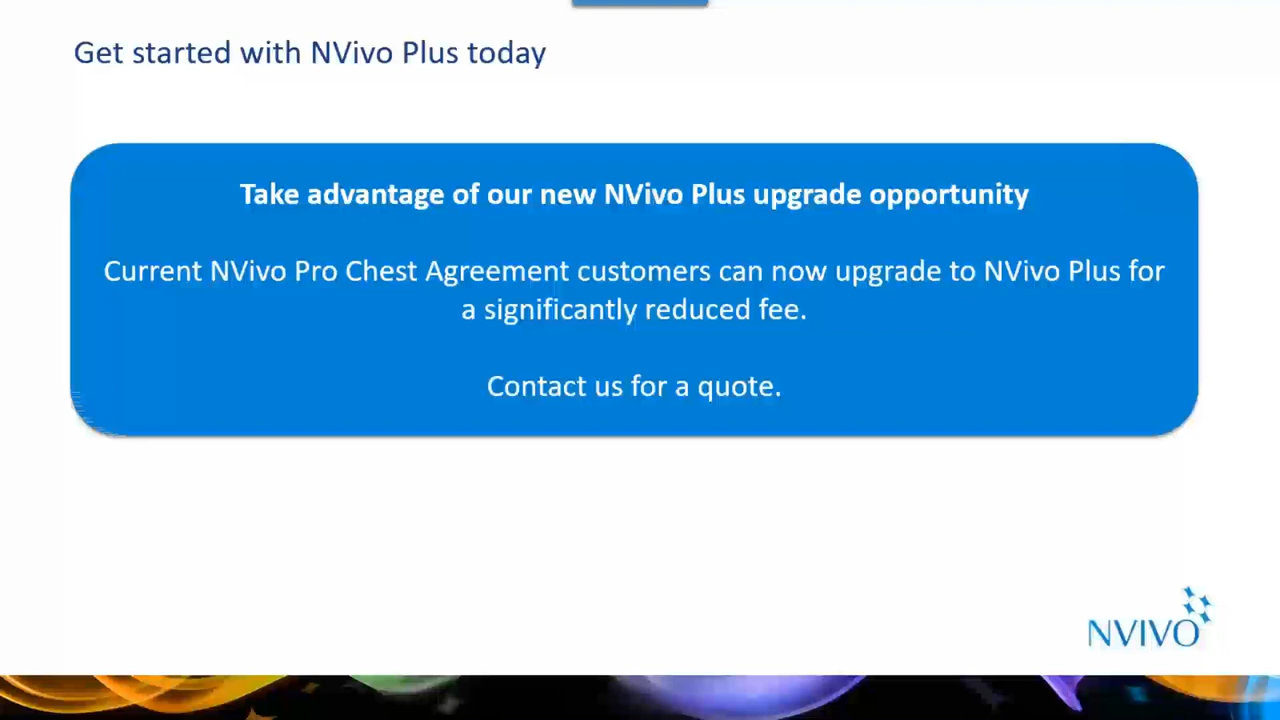 Get started with NVivo Plus today
Take advantage of our new NVivo Plus upgrade opportunity
Current NVivo Pro Chest Agreement customers can now upgrade to NVivo Plus for
a significantly reduced fee.
Contact us for a quote.
NVIVO